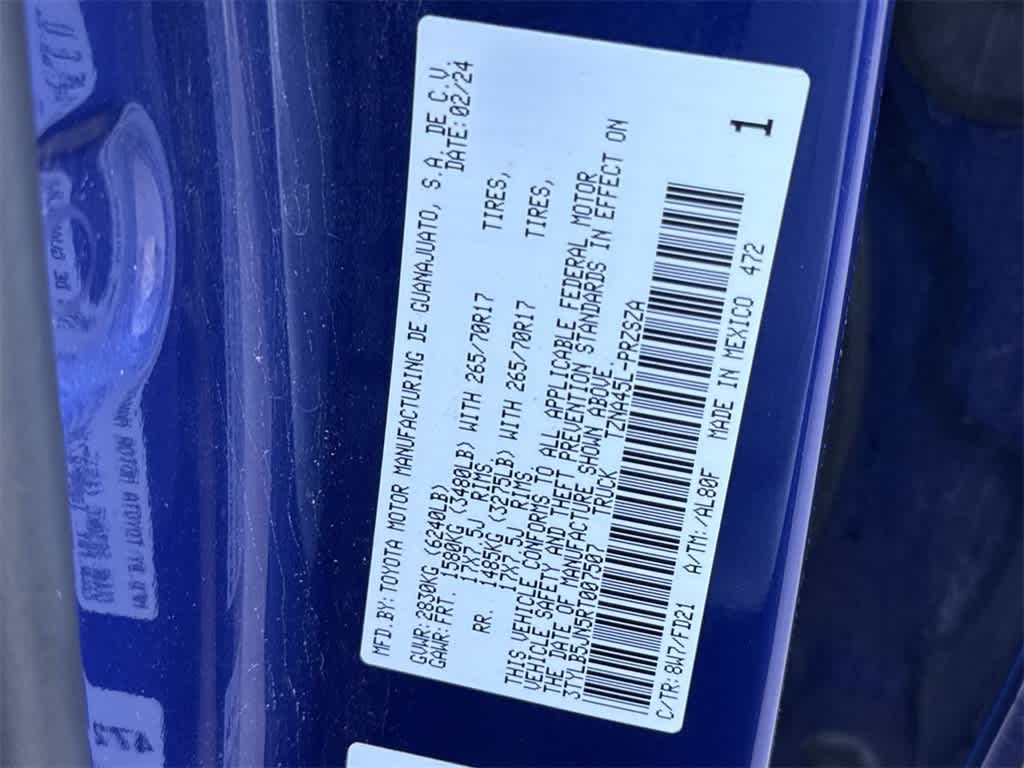 MFD.BY: TOYOTA MOTOR MANUFACTURING DE GUANAJUATO, S.A. DE C.V.
DATE: 02/24
GVWR: 2830KG (6240LB)
GAWR: FRT. 1580KG (3480LB) WITH 265/70R17 TIRES,
17X7.5J RIMS.
RR. 1485KG (3275LB) WITH 265/70R17 TIRES,
17X7.5J RIMS.
THIS VEHICLE CONFORMS TO ALL APPLICABLE FEDERAL MOTOR
VEHICLE SAFETY AND THEFT PREVENTION STANDARDS IN EFFECT ON
THE DATE OF MANUFACTURE SHOWN ABOVE.
3TYLB5JN5RT007587 TRUCK TZNA45L-PRZSZA
C/TR: 8W7/FD21 A/TM: /AL80F MADE IN MEXICO 472
1